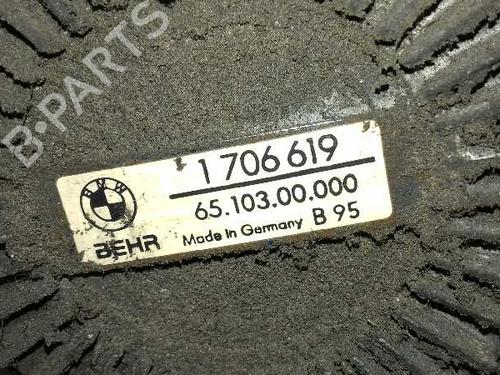 B-PARTS
BMW
1 706 619
65.103.00.000
BEHR
Made in Germany B 95